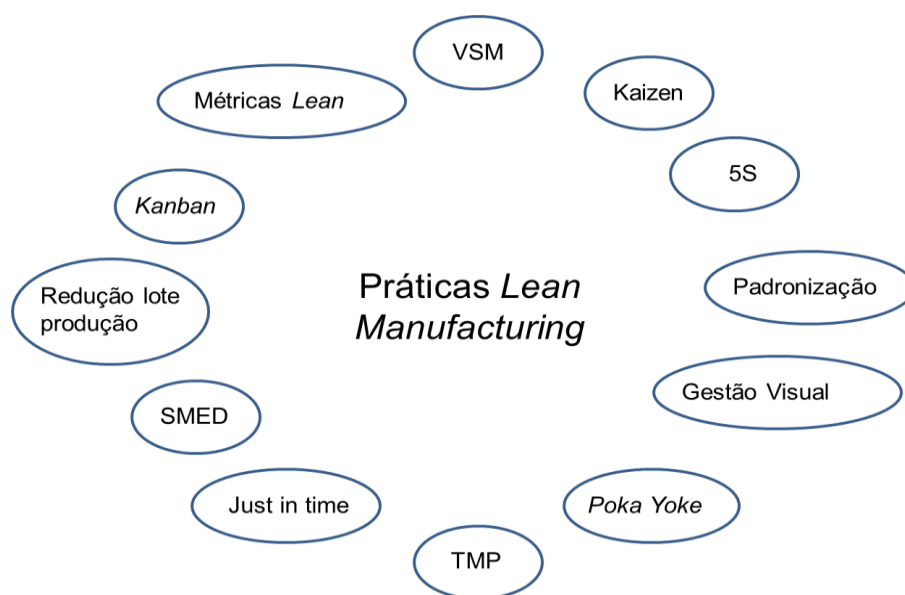 VSM
Métricas Lean
Kaizen
5S
Kanban
Práticas Lean
Manufacturing
Padronização
Redução lote
produção
Gestão Visual
SMED
Just in time
Poka Yoke
TMP